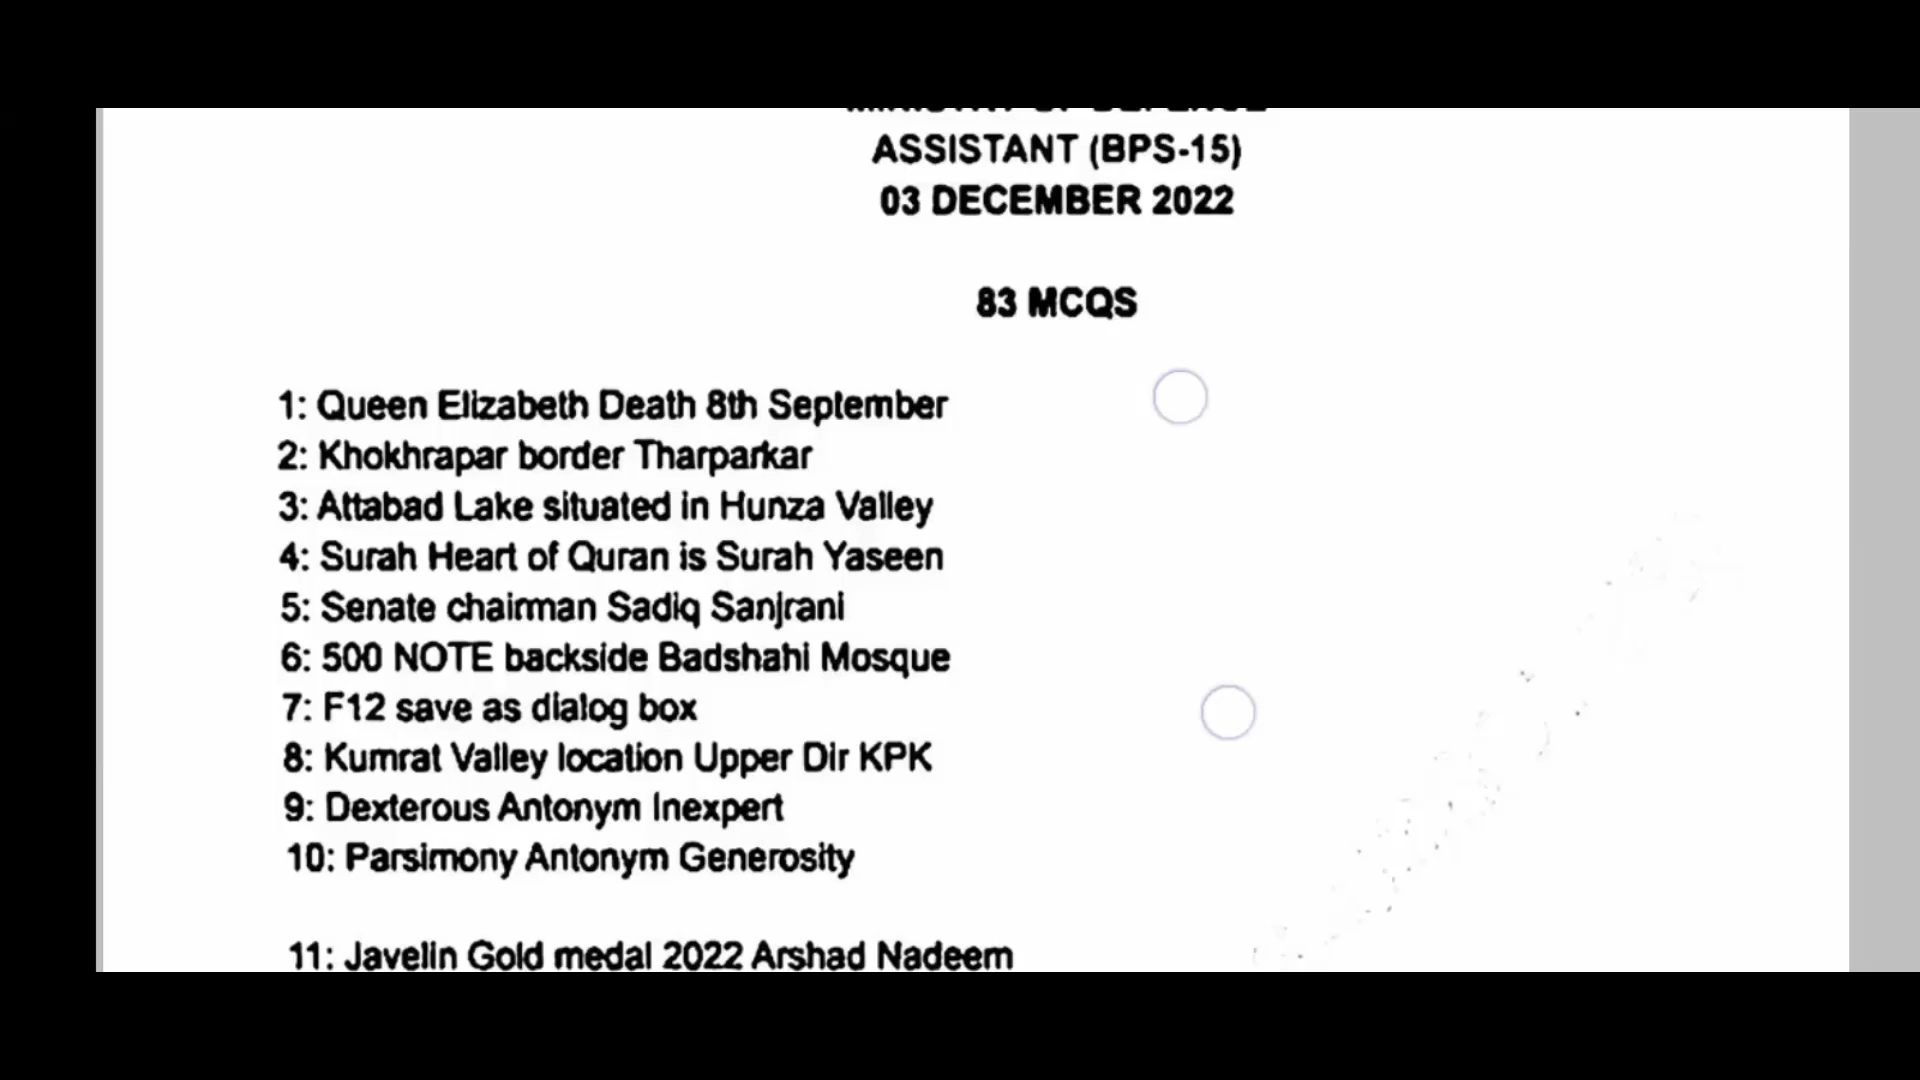 MINISTRY OF DEFENCE
ASSISTANT (BPS-15)
03 DECEMBER 2022
83 MCQS
1: Queen Elizabeth Death 8th September
2: Khokhrapar border Tharparkar
3: Attabad Lake situated in Hunza Valley
4: Surah Heart of Quran is Surah Yaseen
5: Senate chairman Sadiq Sanjrani
6: 500 NOTE backside Badshahi Mosque
7: F12 save as dialog box
8: Kumrat Valley location Upper Dir KPK
9: Dexterous Antonym Inexpert
10: Parsimony Antonym Generosity
11: Javelin Gold medal 2022 Arshad Nadeem